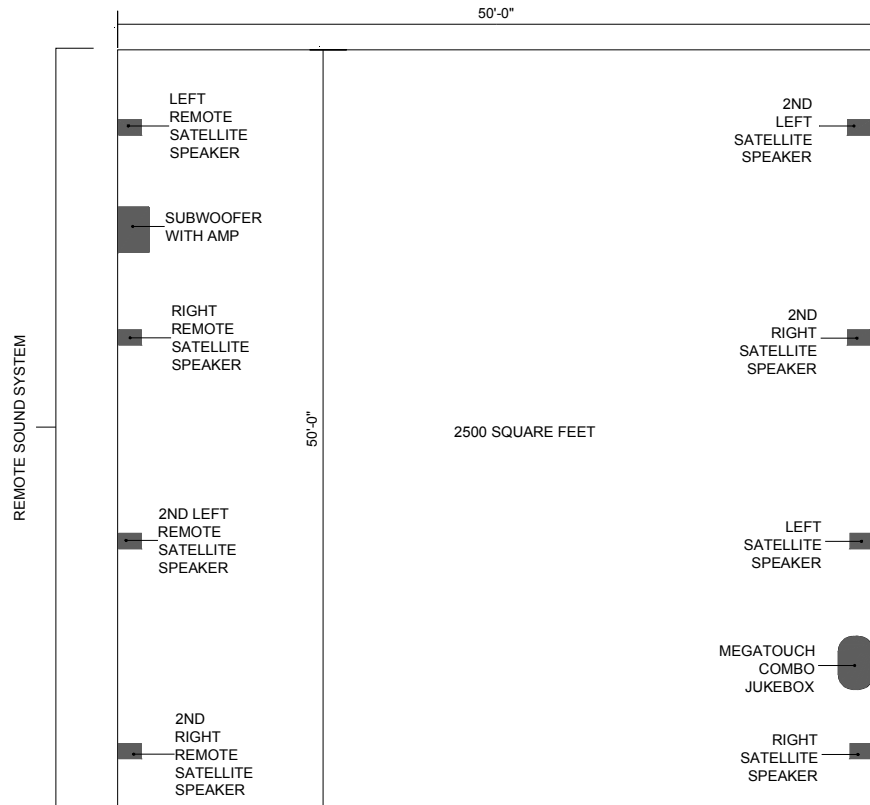 50'-0"
LEFT
REMOTE
SATELLITE
SPEAKER
2ND
LEFT
SATELLITE
SPEAKER
SUBWOOFER
WITH AMP
RIGHT
REMOTE
SATELLITE
SPEAKER
2ND
RIGHT
SATELLITE
SPEAKER
REMOTE SOUND SYSTEM
50'-0"
2500 SQUARE FEET
2ND LEFT
REMOTE
SATELLITE
SPEAKER
LEFT
SATELLITE
SPEAKER
MEGATOUCH
COMBO
JUKEBOX
2ND
RIGHT
REMOTE
SATELLITE
SPEAKER
RIGHT
SATELLITE
SPEAKER